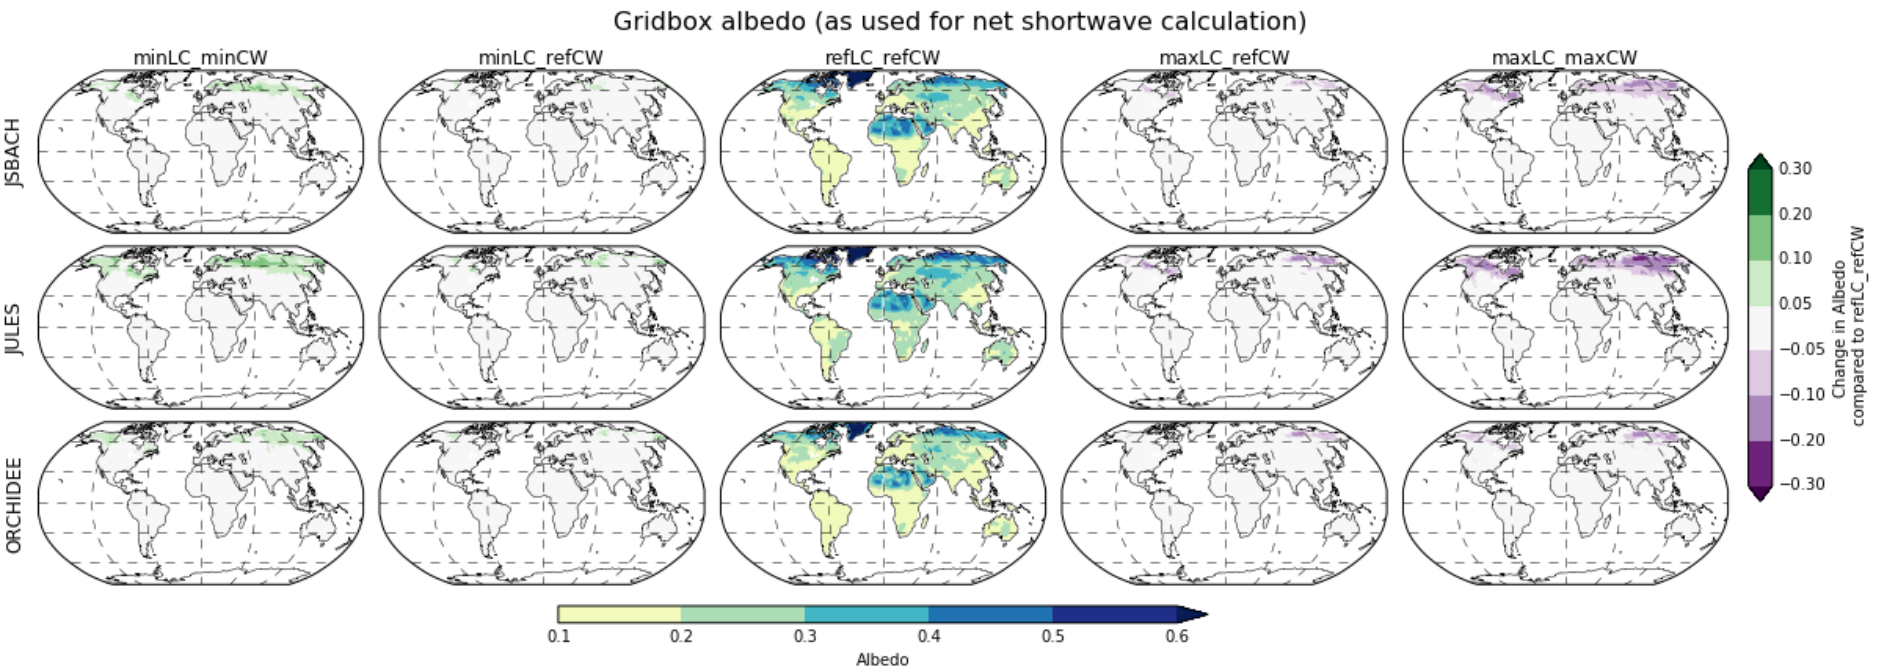 Gridbox albedo (as used for net shortwave calculation)
minLC_minCW
minLC_refCW
refLC_refCW
maxLC_refCW
maxLC_maxCW
JSBACH
JULES
ORCHIDEE
0.30
0.20
0.10
0.05
−0.05
−0.10
−0.20
−0.30
Change in Albedo
compared to refLC_refCW
0.1
0.2
0.3
0.4
0.5
0.6
Albedo